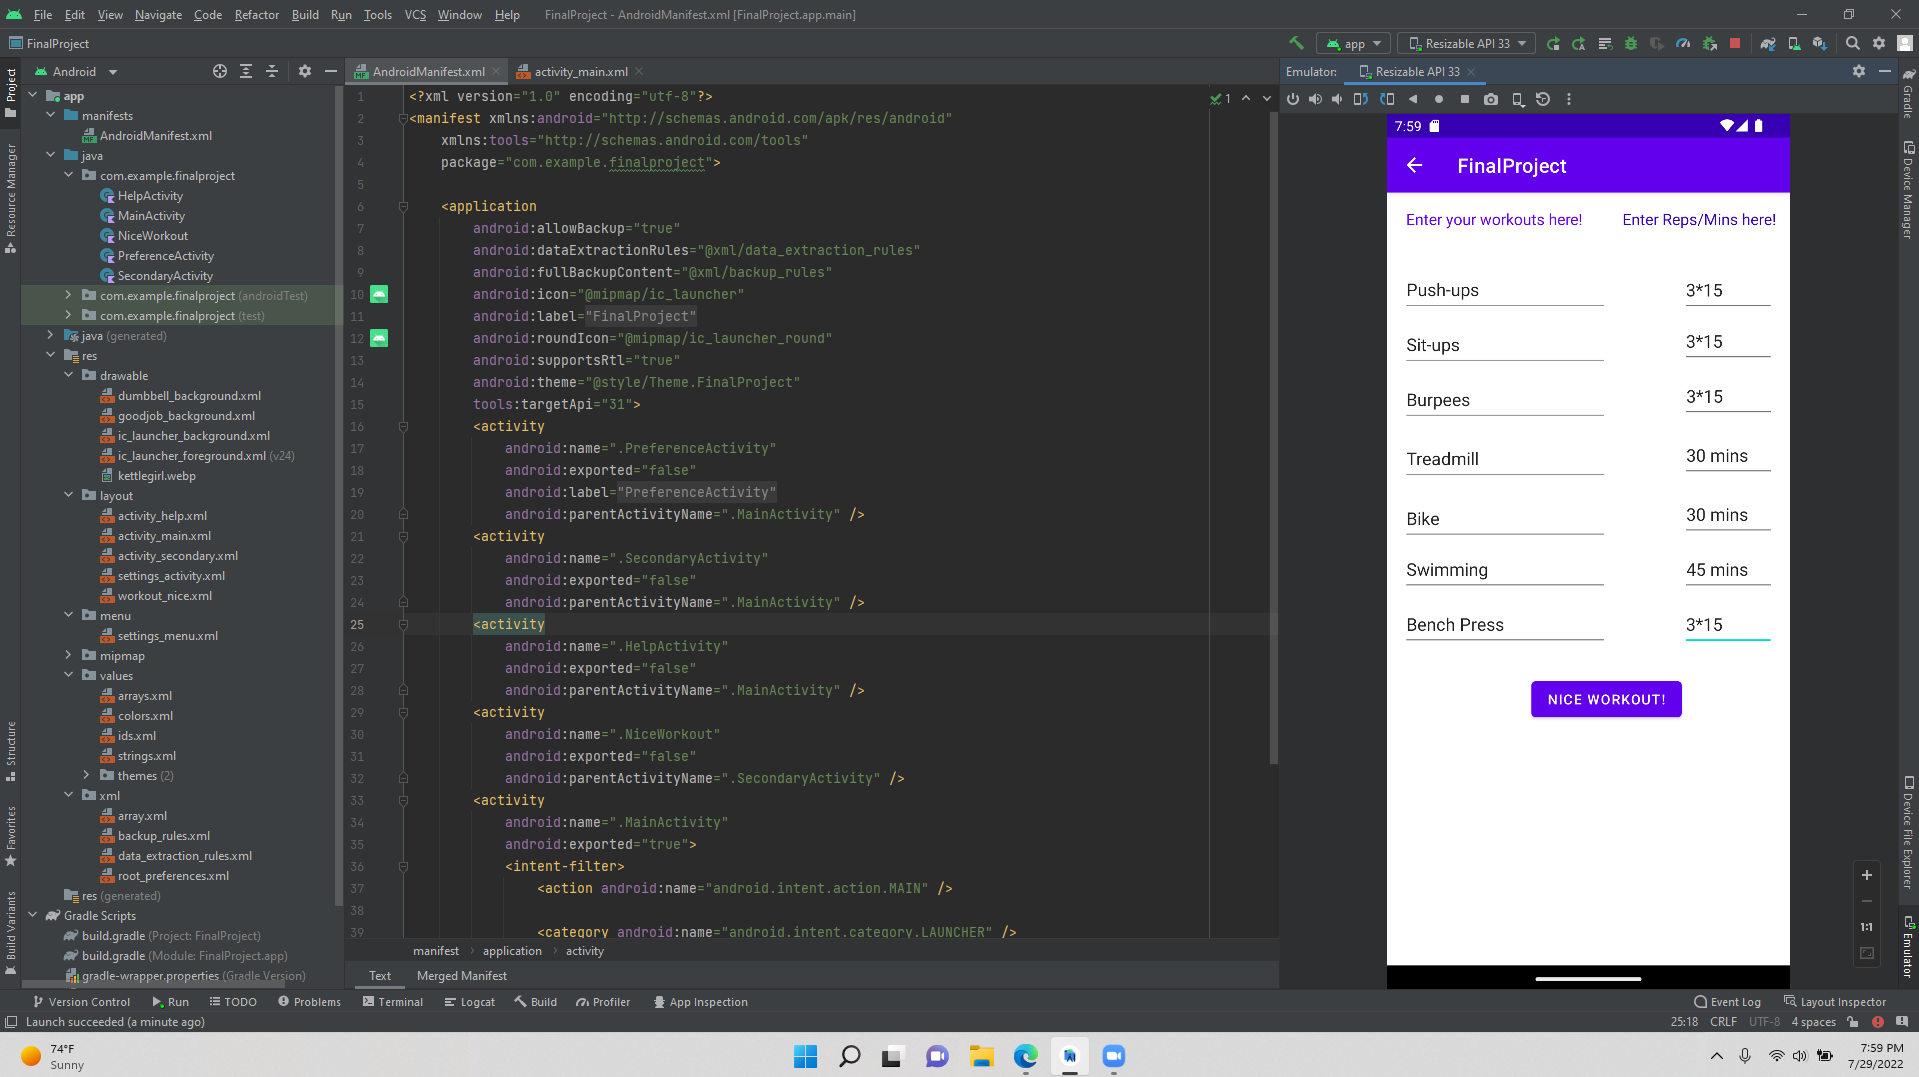 File Edit View Navigate Code Refactor Build Run Tools VCS Window Help FinalProject - AndroidManifest.xml [FinalProject.app.main]
FinalProject
app
Resizable API 33
Android
AndroidManifest.xml
activity_main.xml
Emulator:
Resizable API 33
Project
Resource Manager
Structure
Favorites
Build Variants
app
manifests
AndroidManifest.xml
java
com.example.finalproject
HelpActivity
MainActivity
NiceWorkout
PreferenceActivity
SecondaryActivity
com.example.finalproject (androidTest)
com.example.finalproject (test)
java (generated)
res
drawable
dumbbell_background.xml
goodjob_background.xml
ic_launcher_background.xml
ic_launcher_foreground.xml (v24)
kettlegirl.webp
layout
activity_help.xml
activity_main.xml
activity_secondary.xml
settings_activity.xml
workout_nice.xml
menu
settings_menu.xml
mipmap
values
arrays.xml
colors.xml
ids.xml
strings.xml
themes (2)
xml
array.xml
backup_rules.xml
data_extraction_rules.xml
root_preferences.xml
res (generated)
Gradle Scripts
build.gradle (Project: FinalProject)
build.gradle (Module: FinalProject.app)
gradle-wrapper.properties (Gradle Version)
1 <?xml version="1.0" encoding="utf-8"?>
2 <manifest xmlns:android="http://schemas.android.com/apk/res/android"
3 xmlns:tools="http://schemas.android.com/tools"
4 package="com.example.finalproject">
5
6 <application
7 android:allowBackup="true"
8 android:dataExtractionRules="@xml/data_extraction_rules"
9 android:fullBackupContent="@xml/backup_rules"
10 android:icon="@mipmap/ic_launcher"
11 android:label="FinalProject"
12 android:roundIcon="@mipmap/ic_launcher_round"
13 android:supportsRtl="true"
14 android:theme="@style/Theme.FinalProject"
15 tools:targetApi="31">
16 <activity
17 android:name=".PreferenceActivity"
18 android:exported="false"
19 android:label="PreferenceActivity"
20 android:parentActivityName=".MainActivity" />
21 <activity
22 android:name=".SecondaryActivity"
23 android:exported="false"
24 android:parentActivityName=".MainActivity" />
25 <activity
26 android:name=".HelpActivity"
27 android:exported="false"
28 android:parentActivityName=".MainActivity" />
29 <activity
30 android:name=".NiceWorkout"
31 android:exported="false"
32 android:parentActivityName=".SecondaryActivity" />
33 <activity
34 android:name=".MainActivity"
35 android:exported="true">
36 <intent-filter>
37 <action android:name="android.intent.action.MAIN" />
38
39 <category android:name="android.intent.category.LAUNCHER" />
1
manifest application activity
Text Merged Manifest
7:59
FinalProject
Enter your workouts here! Enter Reps/Mins here!
Push-ups 3*15
Sit-ups 3*15
Burpees 3*15
Treadmill 30 mins
Bike 30 mins
Swimming 45 mins
Bench Press 3*15
NICE WORKOUT!
1:1
Gradle
Device Manager
Device File Explorer
Emulator
Version Control Run TODO Problems Terminal Logcat Build Profiler App Inspection Event Log Layout Inspector
Launch succeeded (a minute ago) 25:18 CRLF UTF-8 4 spaces
74°F
Sunny
7:59 PM
7/29/2022